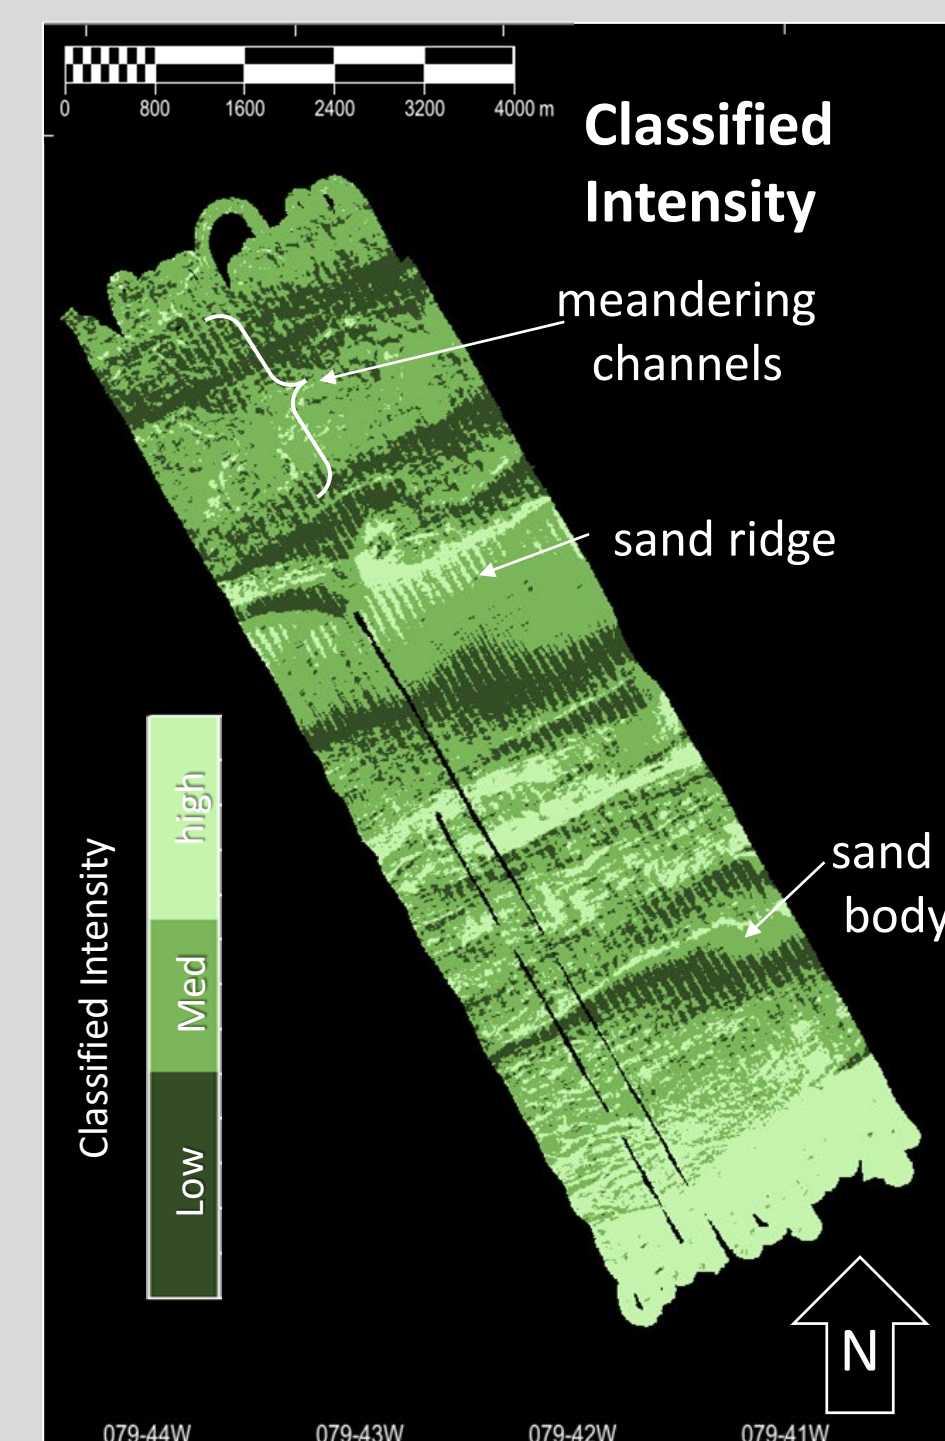 0 800 1600 2400 3200 4000 m
Classified
Intensity
meandering
channels
sand ridge
high
Med
Low
Classified Intensity
sand
body
N
079-44W 079-43W 079-42W 079-41W